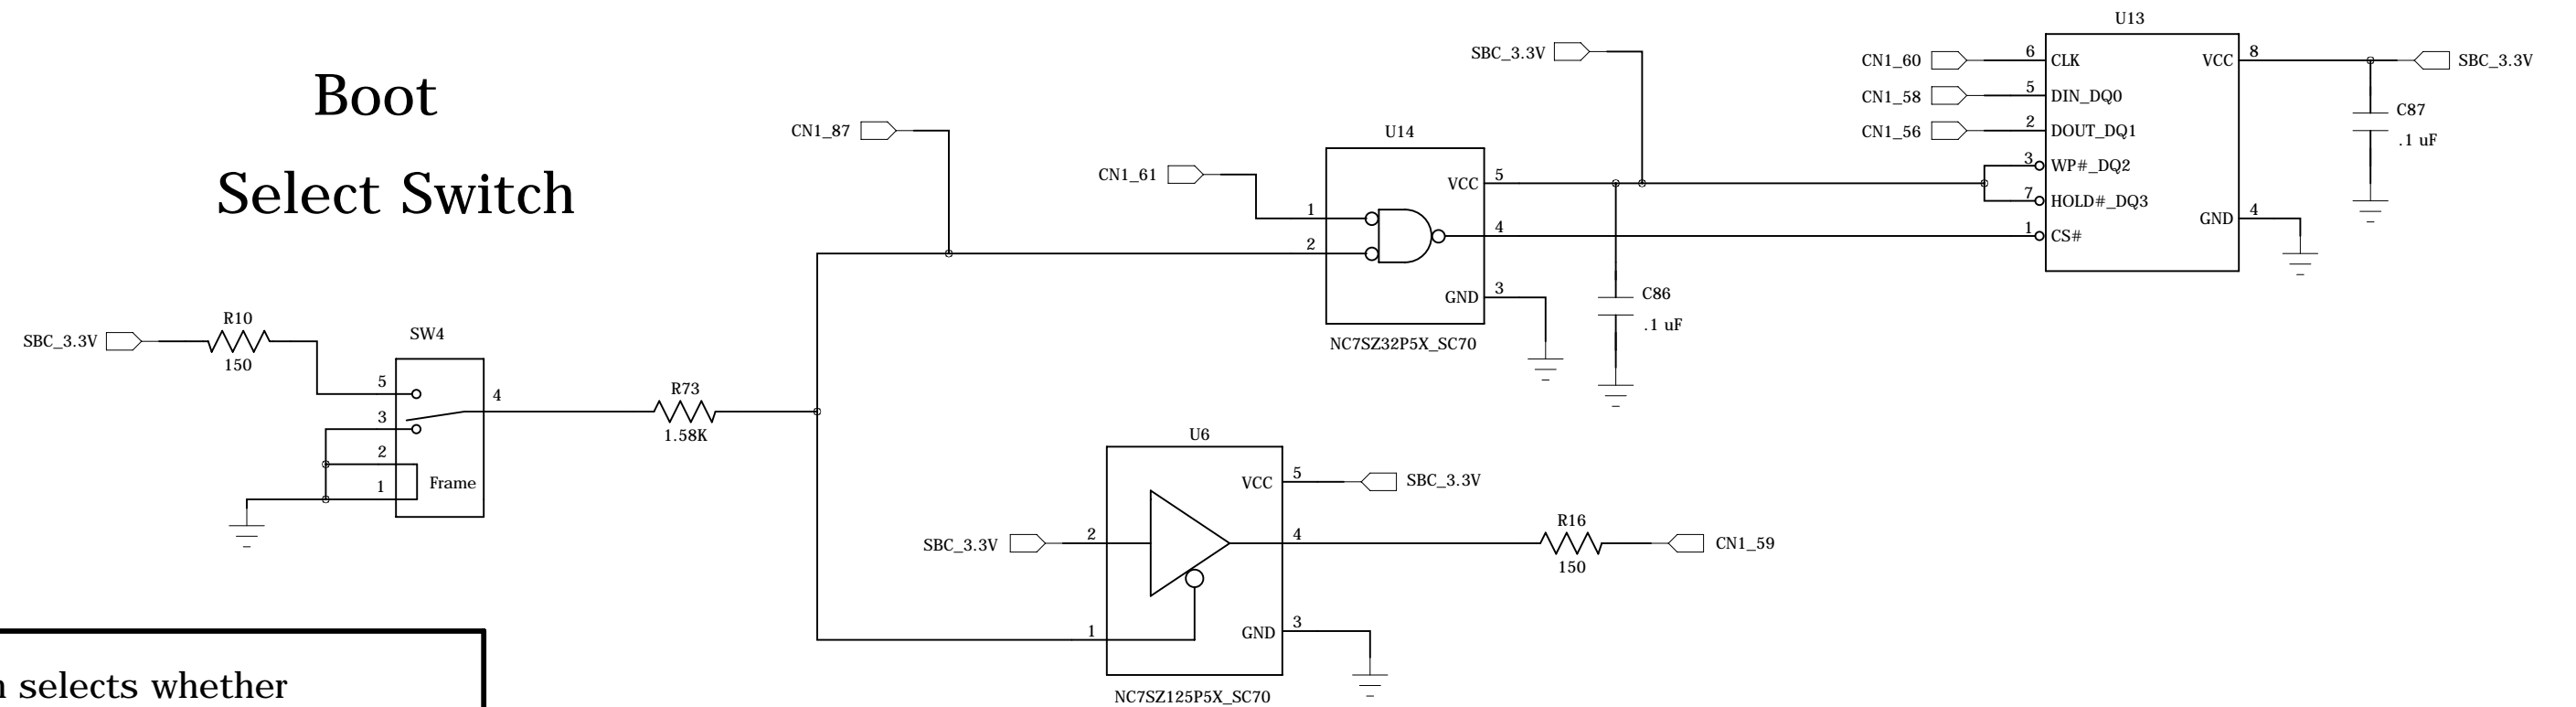 Boot
Select Switch
SBC_3.3V
R10
150
SW4
5
3
2
1
4
Frame
R73
1.58K
CN1_87
CN1_61
U14
1
2
VCC
5
4
GND
3
NC7SZ32P5X_SC70
SBC_3.3V
C86
.1 uF
U13
CN1_60
6
CLK
CN1_58
5
DIN_DQ0
CN1_56
2
DOUT_DQ1
3
WP#_DQ2
7
HOLD#_DQ3
1
CS#
VCC
8
GND
4
SBC_3.3V
C87
.1 uF
U6
SBC_3.3V
2
1
VCC
5
SBC_3.3V
4
GND
3
NC7SZ125P5X_SC70
R16
150
CN1_59
selects whether